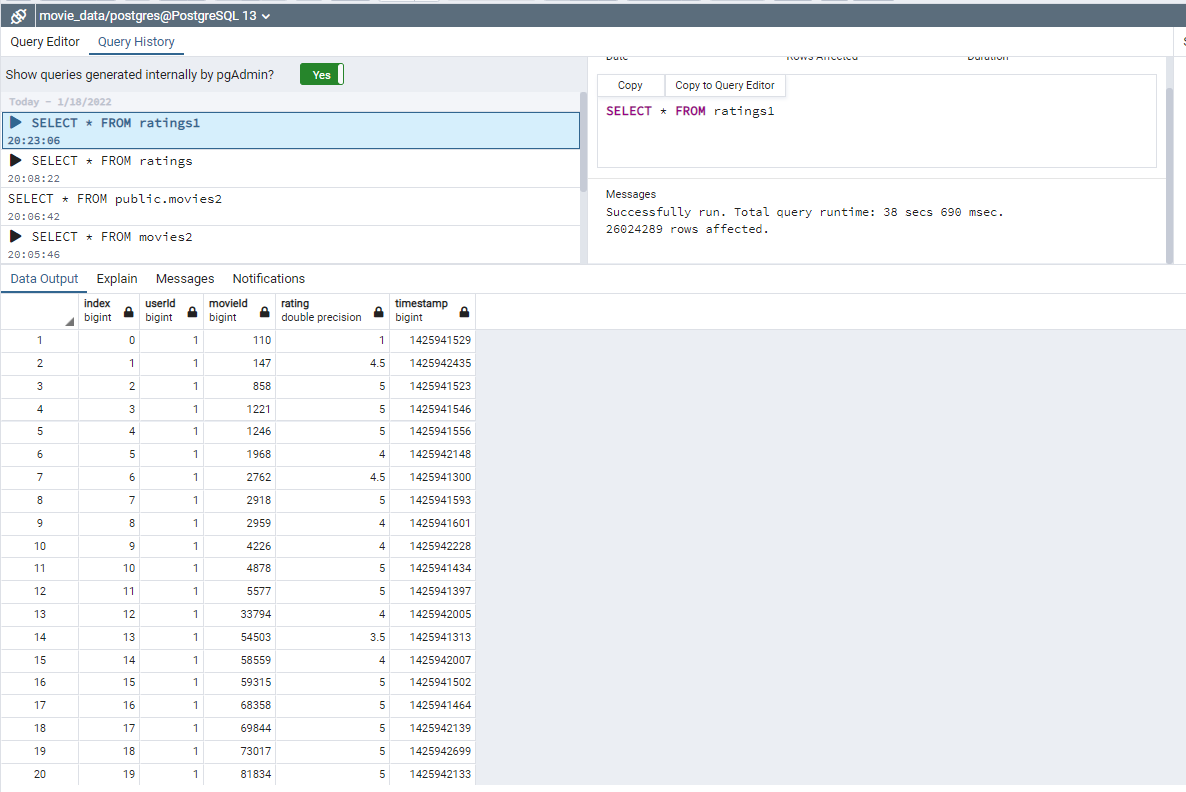 movie_data/postgres@PostgreSQL 13
Query Editor Query History
Show queries generated internally by pgAdmin? Yes
Today - 1/18/2022
SELECT * FROM ratings1
20:23:06
SELECT * FROM ratings
20:08:22
SELECT * FROM public.movies2
20:06:42
SELECT * FROM movies2
20:05:46
Date Rows Affected Duration
Copy Copy to Query Editor
SELECT * FROM ratings1
Messages
Successfully run. Total query runtime: 38 secs 690 msec.
26024289 rows affected.
Data Output Explain Messages Notifications
index userId movieId rating timestamp
bigint bigint bigint double precision bigint
1 0 1 110 1 1425941529
2 1 1 147 4.5 1425942435
3 2 1 858 5 1425941523
4 3 1 1221 5 1425941546
5 4 1 1246 5 1425941556
6 5 1 1968 4 1425942148
7 6 1 2762 4.5 1425941300
8 7 1 2918 5 1425941593
9 8 1 2959 4 1425941601
10 9 1 4226 4 1425942228
11 10 1 4878 5 1425941434
12 11 1 5577 5 1425941397
13 12 1 33794 4 1425942005
14 13 1 54503 3.5 1425941313
15 14 1 58559 4 1425942007
16 15 1 59315 5 1425941502
17 16 1 68358 5 1425941464
18 17 1 69844 5 1425942139
19 18 1 73017 5 1425942699
20 19 1 81834 5 1425942133